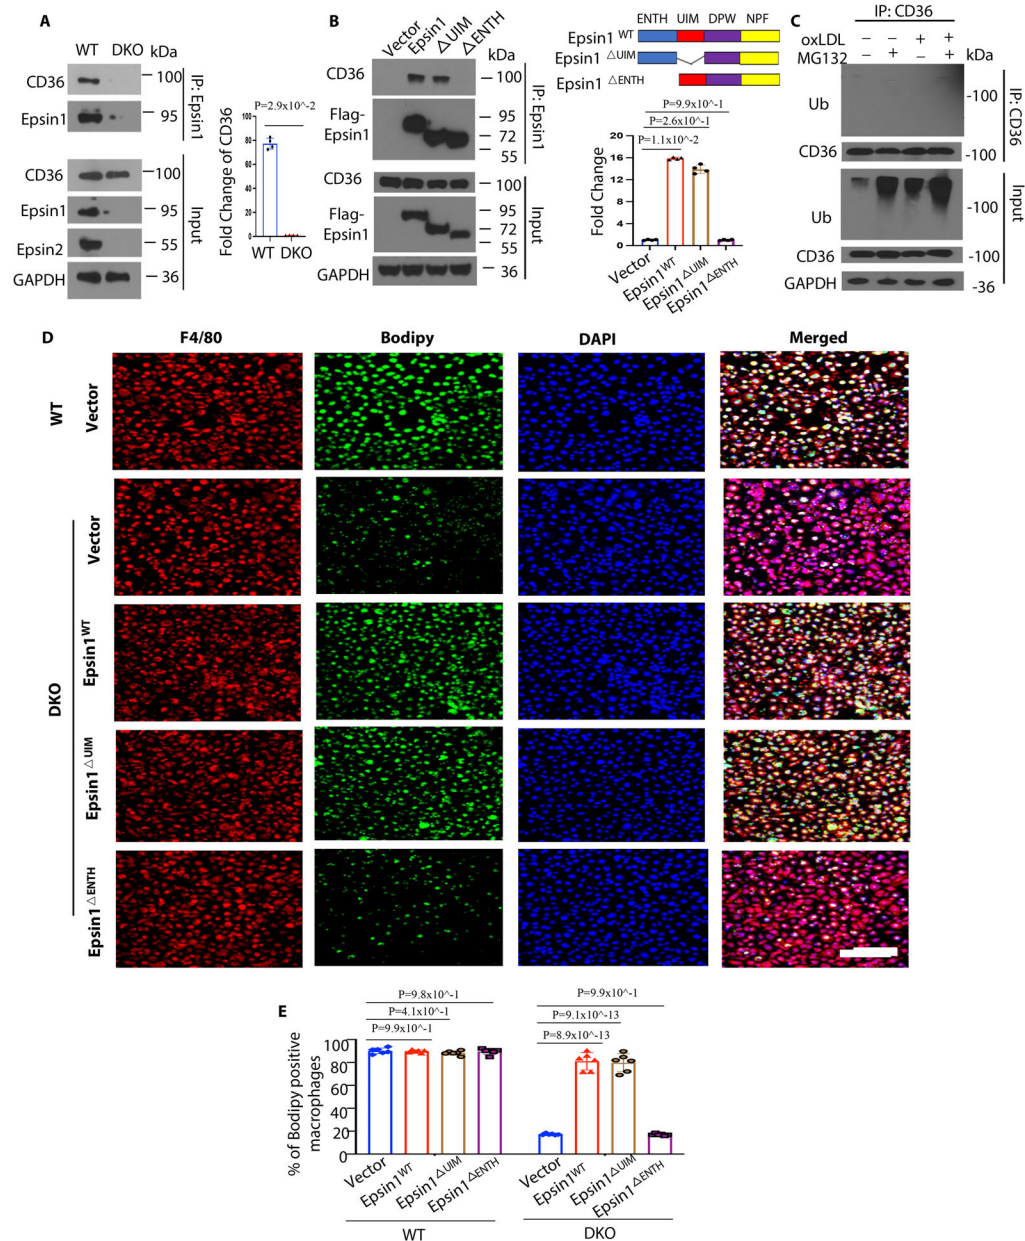 A
WT DKO kDa
CD36
100
Epsin1
95
IP: Epsin1
CD36
100
Epsin1
95
Epsin2
55
GAPDH
36
Input
P=2.9x10^-2
Fold Change of CD36
100
80
60
40
20
0
WT DKO
B
Vector
Epsin1
△UIM
△ENTH
kDa
CD36
100
Flag-
Epsin1
95
72
55
IP: Epsin1
CD36
100
Flag-
Epsin1
95
72
55
GAPDH
36
Input
ENTH UIM DPW NPF
Epsin1 WT
Epsin1 △UIM
Epsin1 △ENTH
P=9.9x10^-1
P=2.6x10^-1
P=1.1x10^-2
Fold Change
20
16
12
8
4
0
Vector
Epsin1WT
Epsin1△UIM
Epsin1△ENTH
C
IP: CD36
oxLDL – – + +
MG132 – + – +
kDa
Ub
-100
CD36
-100
IP: CD36
Ub
-100
CD36
-100
GAPDH
-36
Input
D
F4/80 Bodipy DAPI Merged
WT
Vector
DKO
Vector
Epsin1WT
Epsin1△UIM
Epsin1△ENTH
E
P=9.8x10^-1
P=4.1x10^-1
P=9.9x10^-1
P=9.9x10^-1
P=9.1x10^-13
P=8.9x10^-13
% of Bodipy positive
macrophages
100
80
60
40
20
0
Vector
Epsin1WT
Epsin1△UIM
Epsin1△ENTH
Vector
Epsin1WT
Epsin1△UIM
Epsin1△ENTH
WT DKO